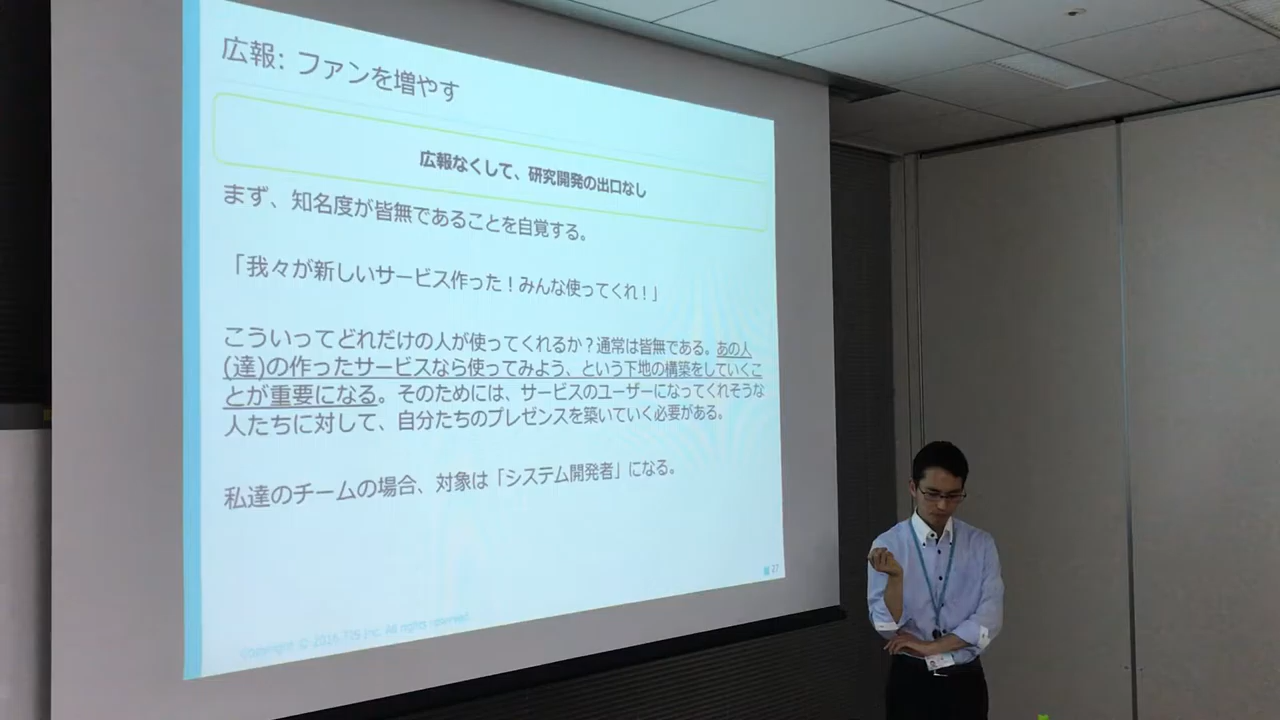 広報: ファンを増やす
広報なくして、研究開発の出口なし
まず、知名度が皆無であることを自覚する。
「我々が新しいサービス作った！みんな使ってくれ！」
こういってどれだけの人が使ってくれるか？通常は皆無である。あの人
(達)の作ったサービスなら使ってみよう、という下地の構築をしていくこ
とが重要になる。そのためには、サービスのユーザーになってくれそうな
人たちに対して、自分たちのプレゼンスを築いていく必要がある。
私達のチームの場合、対象は「システム開発者」になる。
27
Copyright © 2016 TIS Inc. All rights reserved.